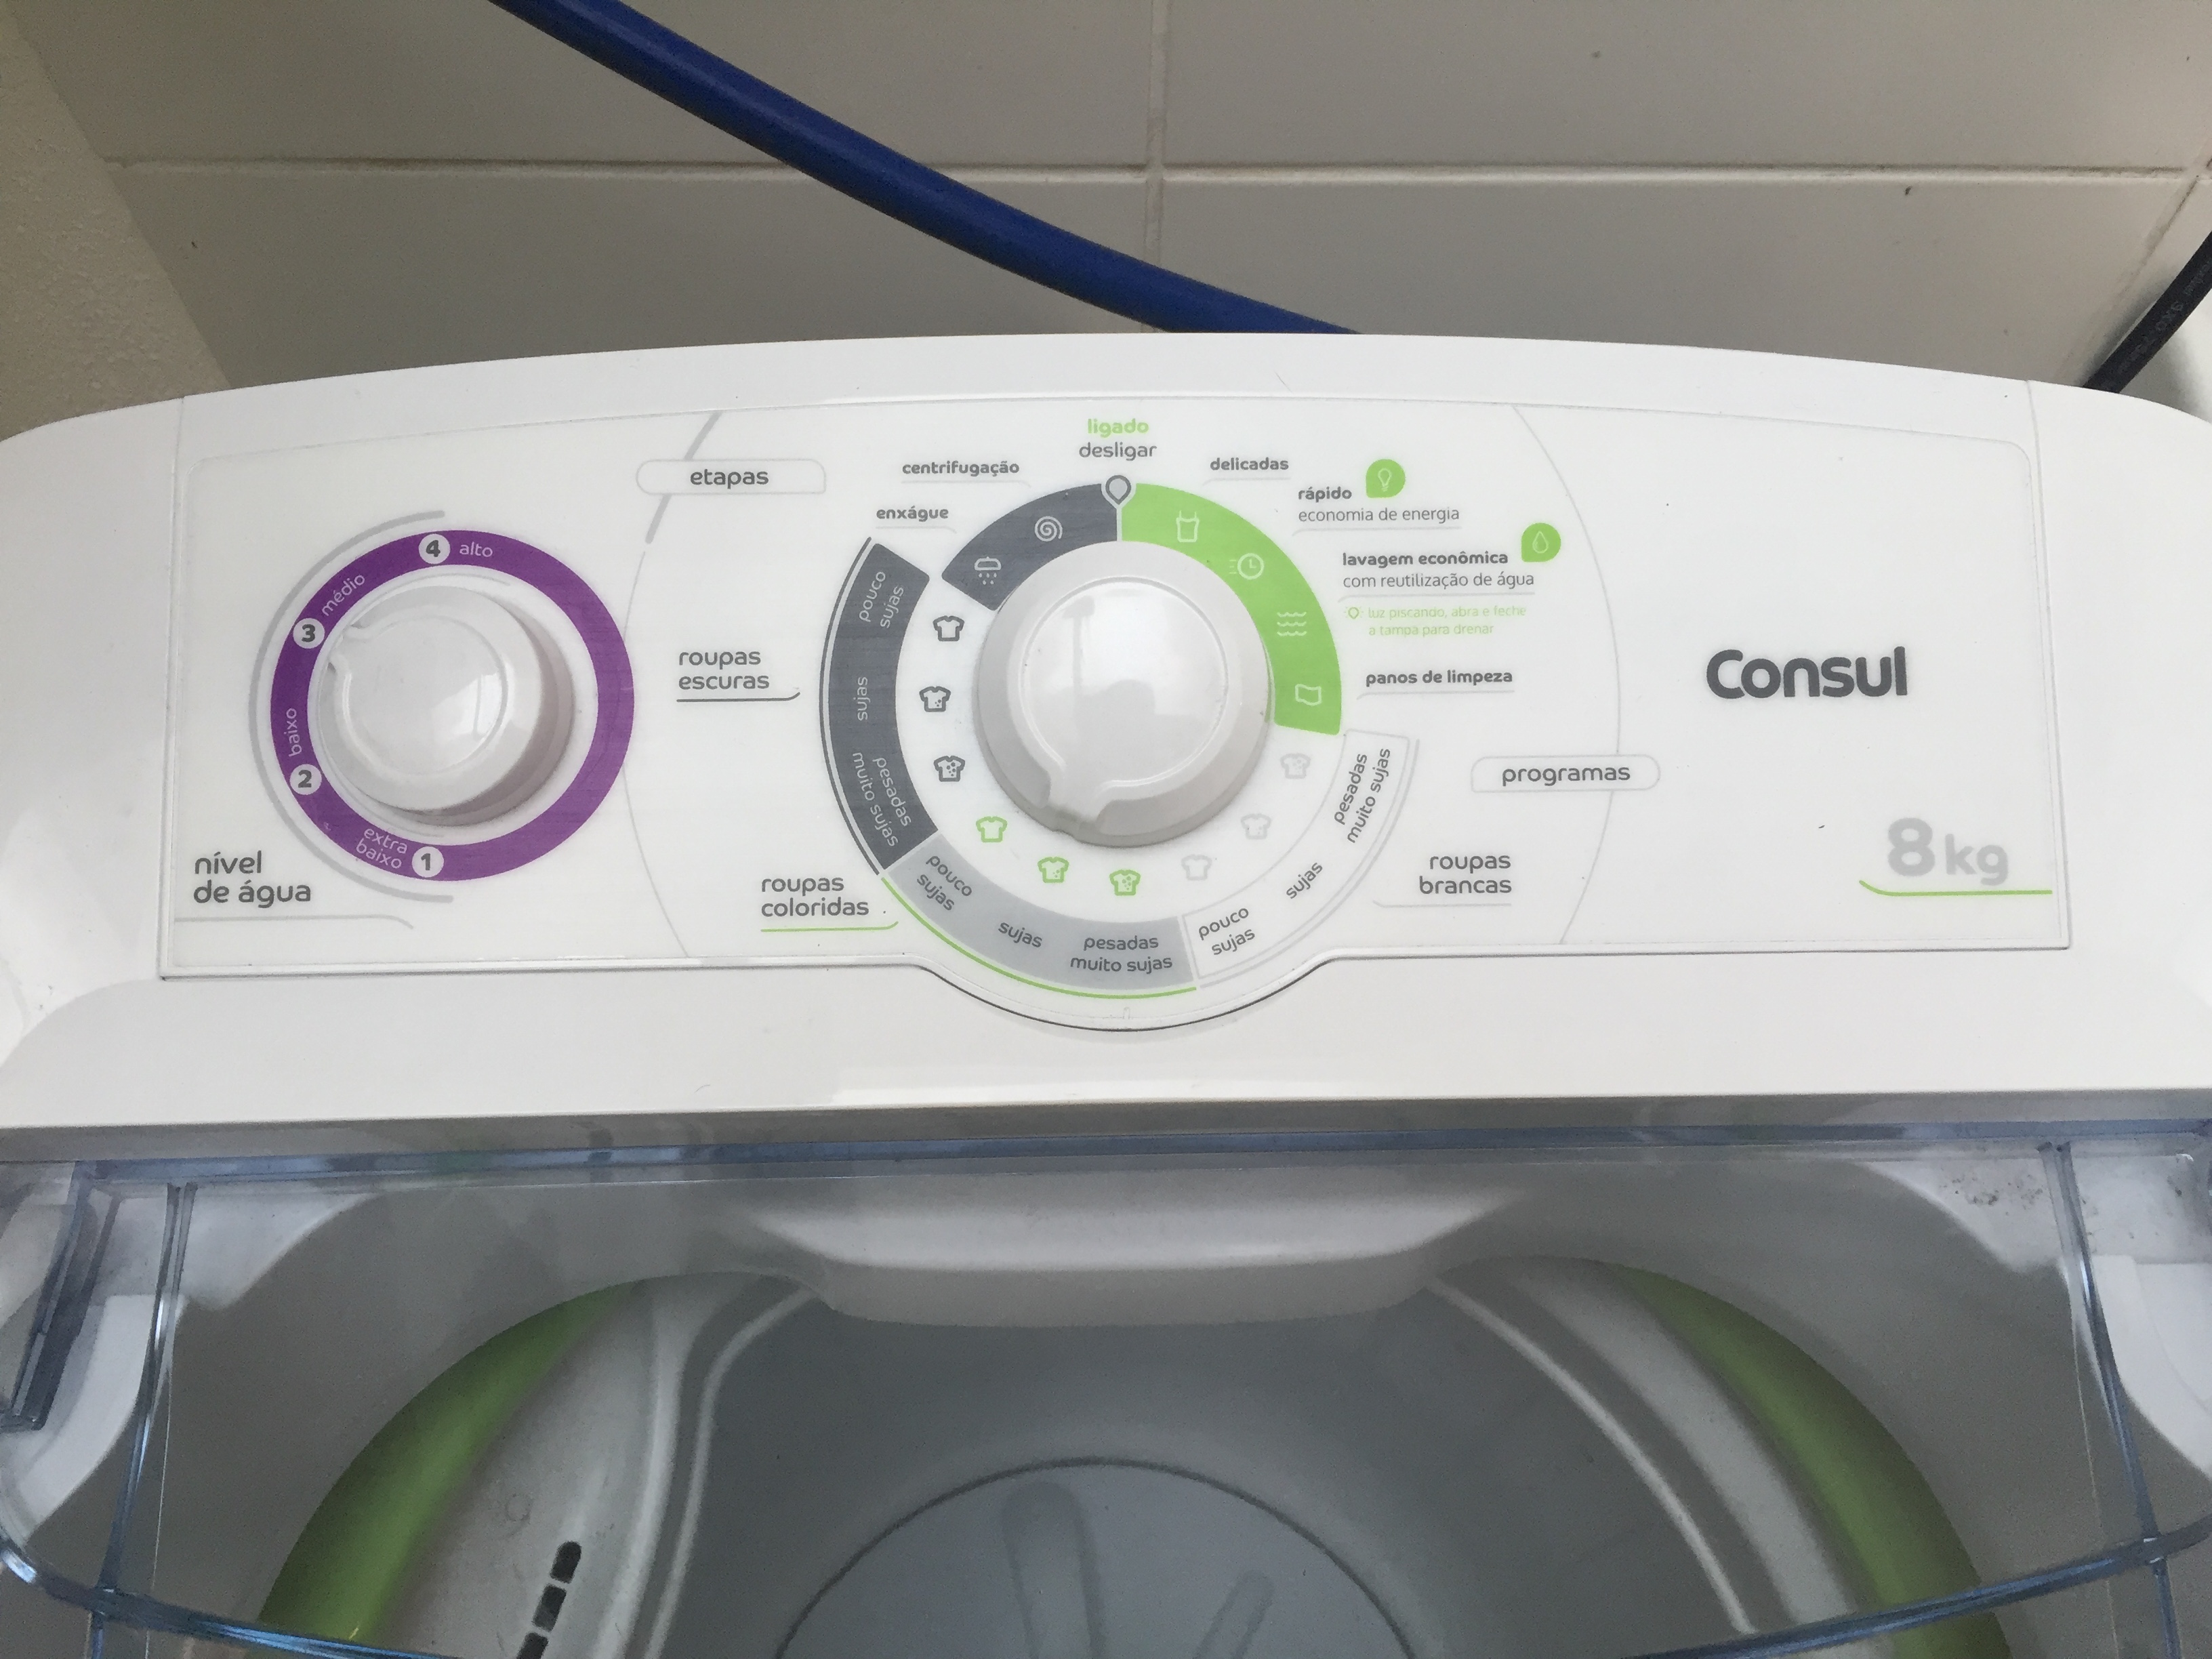 ligado
desligar
etapas
centrifugação
enxágue
delicadas
rápido
economia de energia
lavagem econômica
com reutilização de água
luz piscando, abra e feche
a tampa para drenar
panos de limpeza
programas
4 alto
3 médio
2 baixo
1 extra
baixo
nível
de água
roupas
escuras
pouco
sujas
sujas
pesadas
muito sujas
roupas
coloridas
pouco
sujas
sujas
pesadas
muito sujas
roupas
brancas
pouco
sujas
sujas
pesadas
muito sujas
Consul
8kg